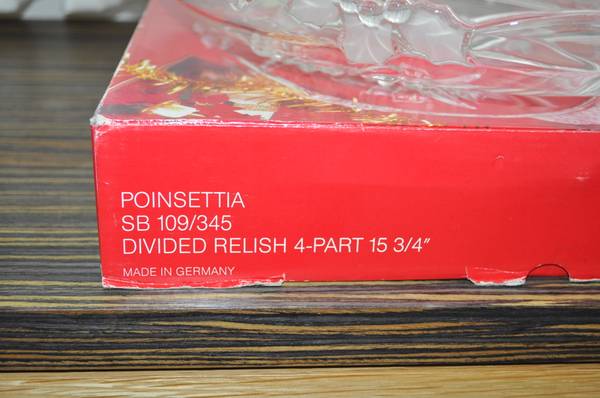 POINSETTIA
SB 109/345
DIVIDED RELISH 4-PART 15 3/4"
MADE IN GERMANY